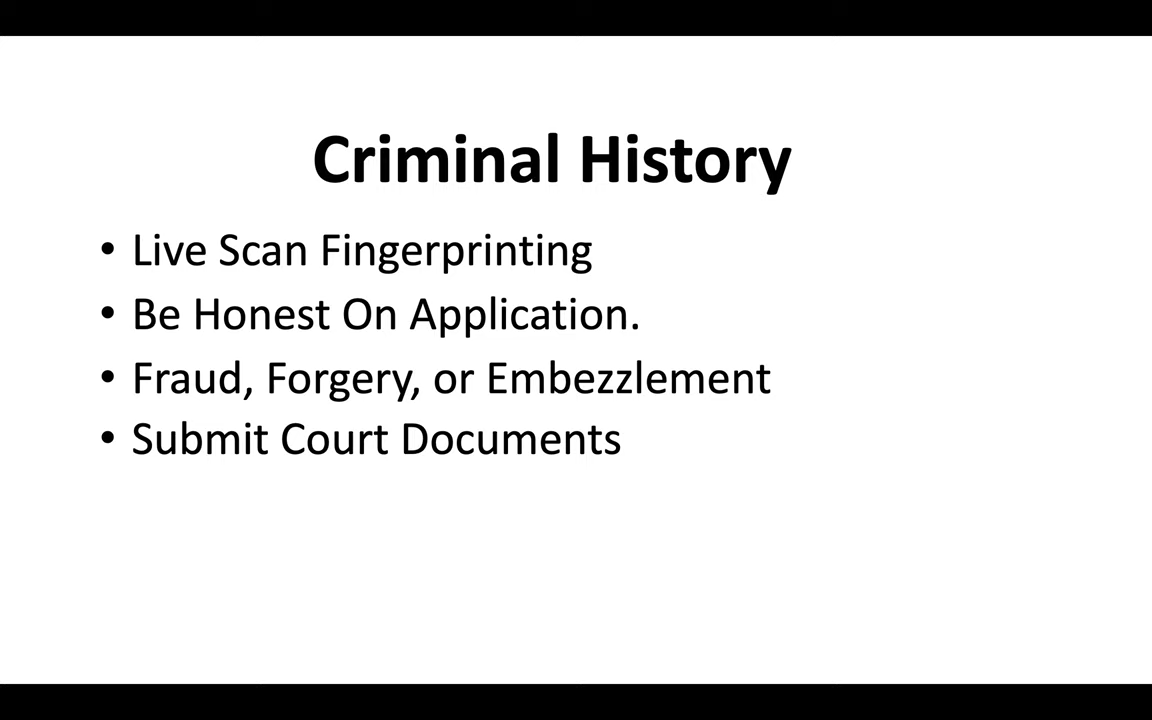 Criminal History
• Live Scan Fingerprinting
• Be Honest On Application.
• Fraud, Forgery, or Embezzlement
• Submit Court Documents